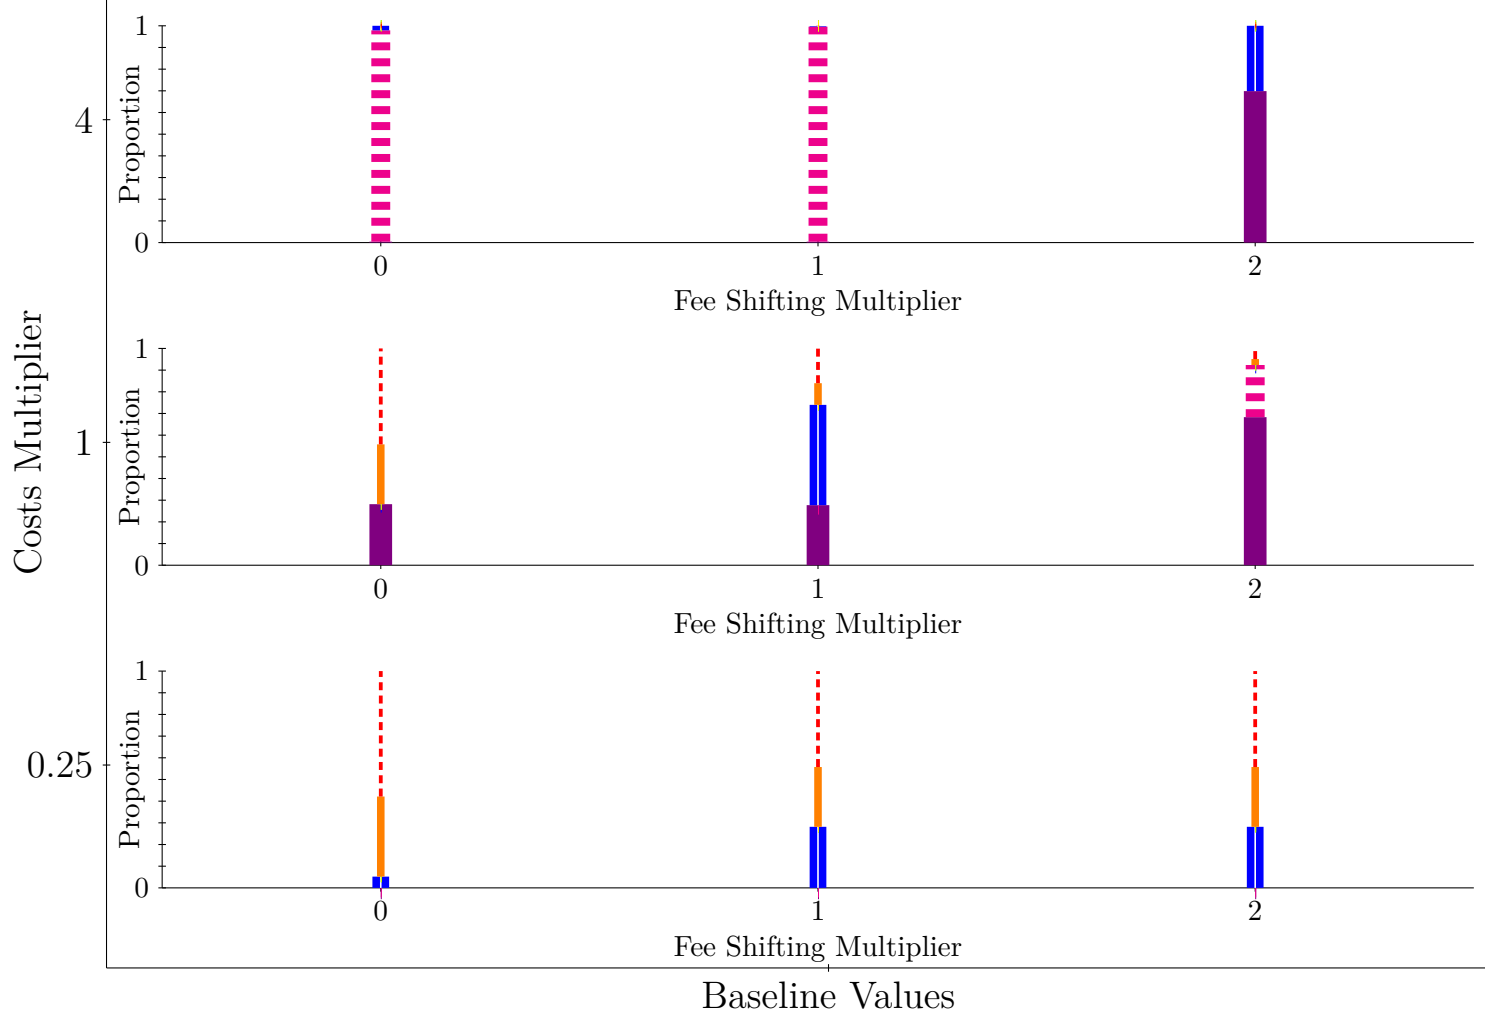 Costs Multiplier
4
Proportion
1
0
0 1 2
Fee Shifting Multiplier
1
Proportion
1
0
0 1 2
Fee Shifting Multiplier
0.25
Proportion
1
0
0 1 2
Fee Shifting Multiplier
Baseline Values